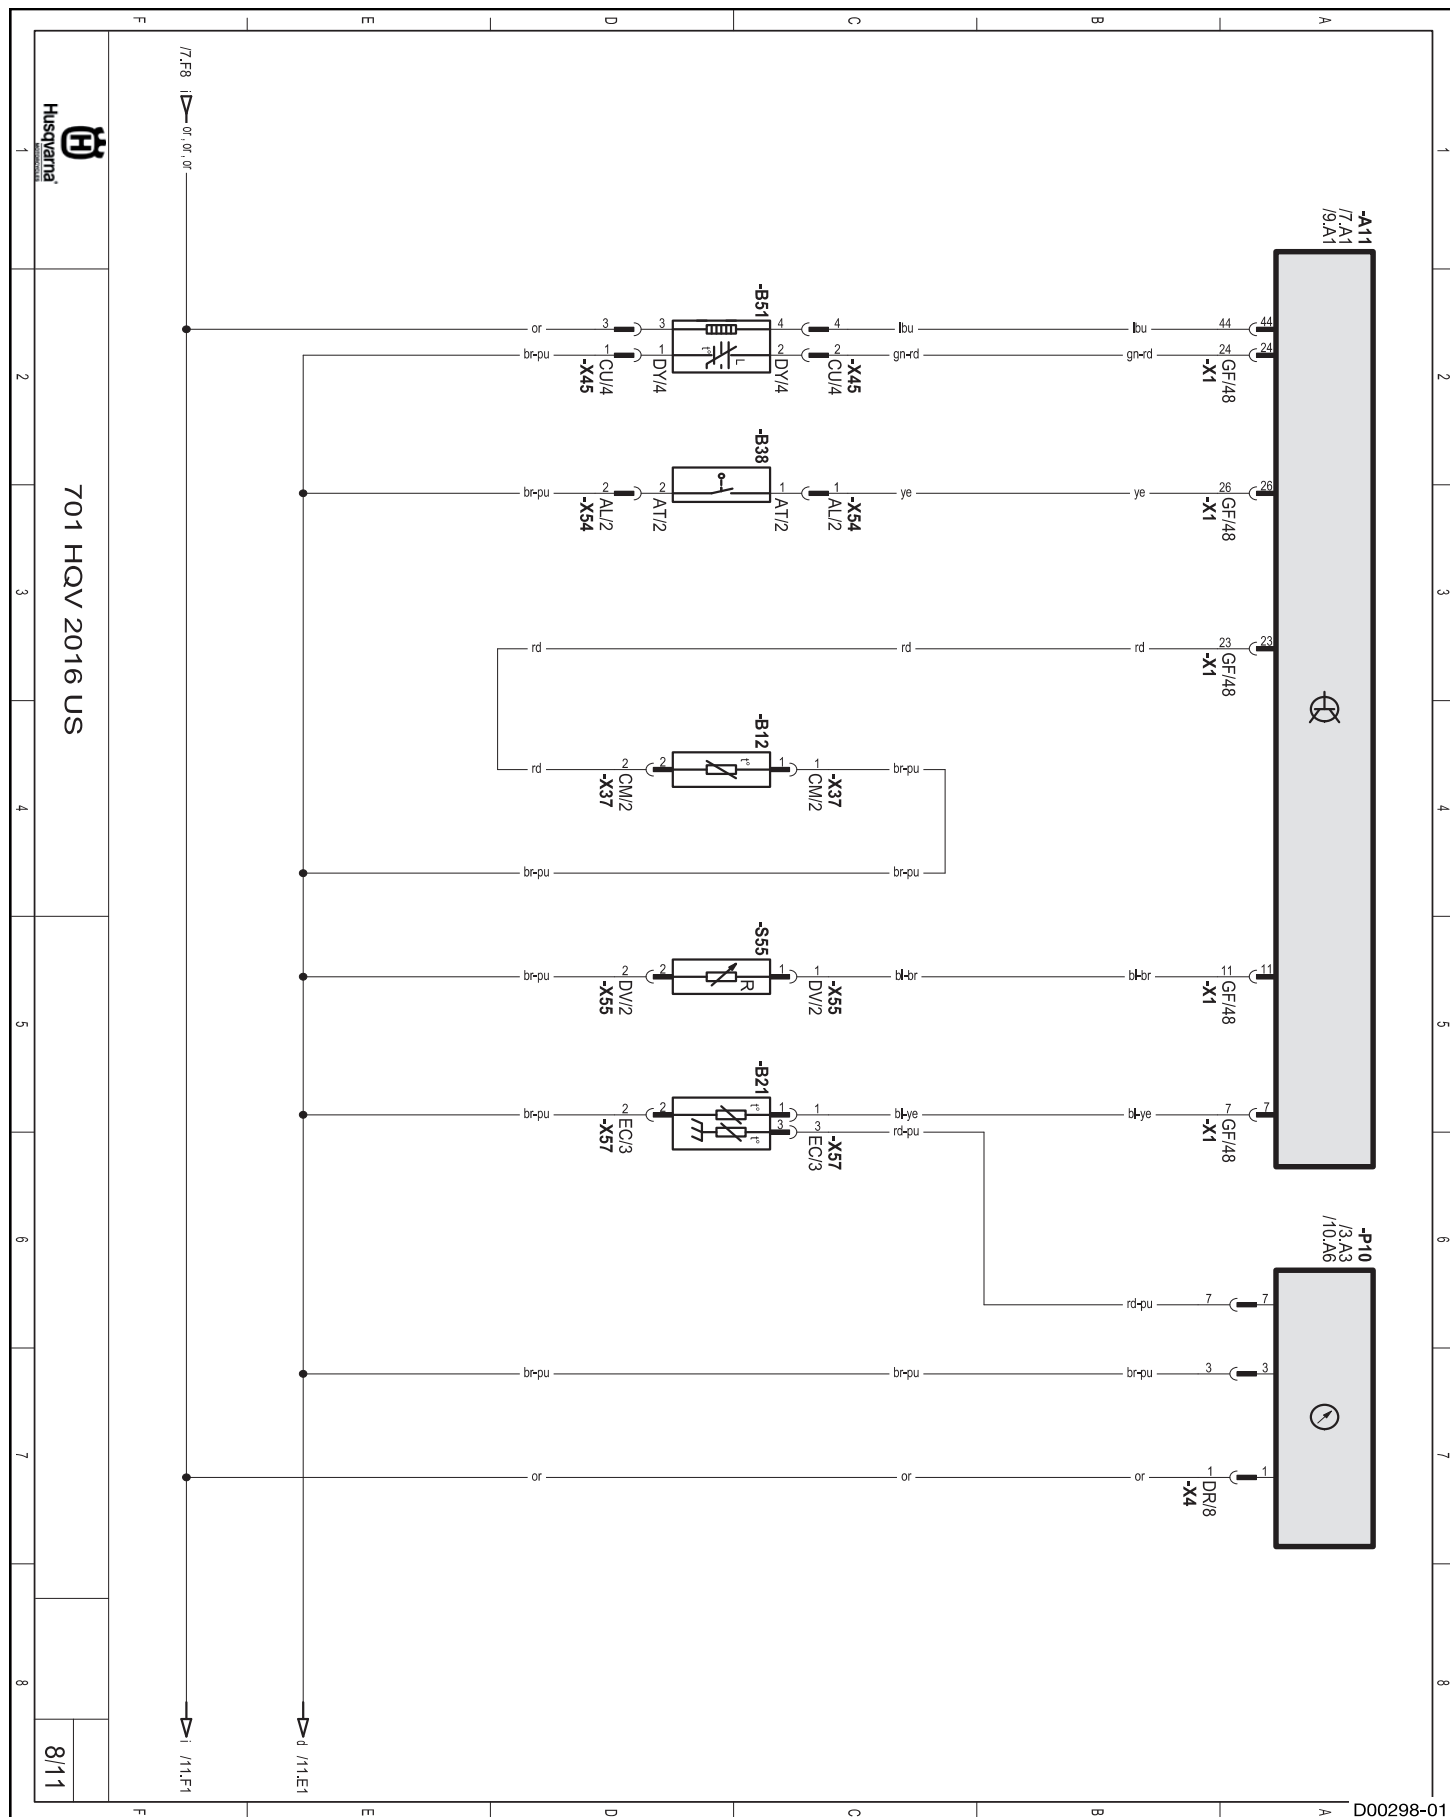 A
B
C
D
E
F
1
2
3
4
5
6
7
8
-A11
/7.A1
/9.A1
-P10
/3.A3
/10.A6
44
24
26
23
11
7
7
3
1
44
24 GF/48
-X1
26 GF/48
-X1
23 GF/48
-X1
11 GF/48
-X1
7 GF/48
-X1
7
3
1 DR/8
-X4
lbu
gn-rd
ye
rd
bl-br
bl-ye
rd-pu
br-pu
or
lbu
gn-rd
ye
rd
br-pu
br-pu
bl-br
bl-ye
rd-pu
br-pu
or
4
2 CU/4
-X45
1 AL/2
-X54
1 CM/2
-X37
1 DV/2
-X55
1
3 EC/3
-X57
4
2 DY/4
1 AT/2
1
1
1
3
-B51
t°
L
-B38
-B12
t°
-S55
R
-B21
t°
t°
3
1 DY/4
2 AT/2
2
2
2
3
1 CU/4
-X45
2 AL/2
-X54
2 CM/2
-X37
2 DV/2
-X55
2 EC/3
-X57
or
br-pu
br-pu
rd
rd
br-pu
br-pu
br-pu
br-pu
or
d /11.E1
/7.F8 i
or, or, or
i /11.F1
A
B
C
D
E
F
1
2
3
4
5
6
7
8
H
Husqvarna
MOTORCYCLES
701 HQV 2016 US
8/11
D00298-01